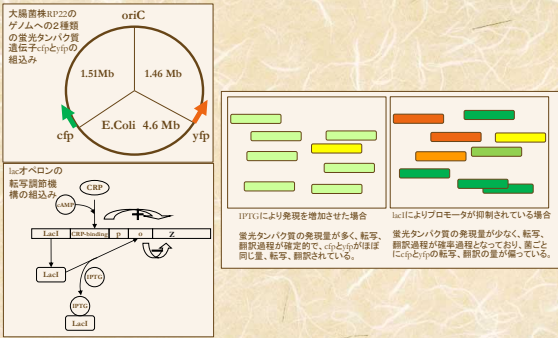 大腸菌株RP22の
ゲノムへの２種類
の蛍光タンパク質
遺伝子cfpとyfpの
組込み
oriC
1.51Mb
1.46 Mb
E.Coli 4.6 Mb
cfp
yfp
lacオペロンの
転写調節機
構の組込み
CRP
cAMP
+
LacI
CRP-binding
p
o
Z
−
LacI
IPTG
IPTG
LacI
IPTGにより発現を増加させた場合
蛍光タンパク質の発現量が多く、転写、
翻訳過程が確定的で、cfpとyfpがほぼ
同じ量、転写、翻訳されている。
lacIによりプロモータが抑制されている場合
蛍光タンパク質の発現量が少なく、転写、
翻訳過程が確率過程となっており、菌ごと
にcfpとyfpの転写、翻訳の量が偏っている。